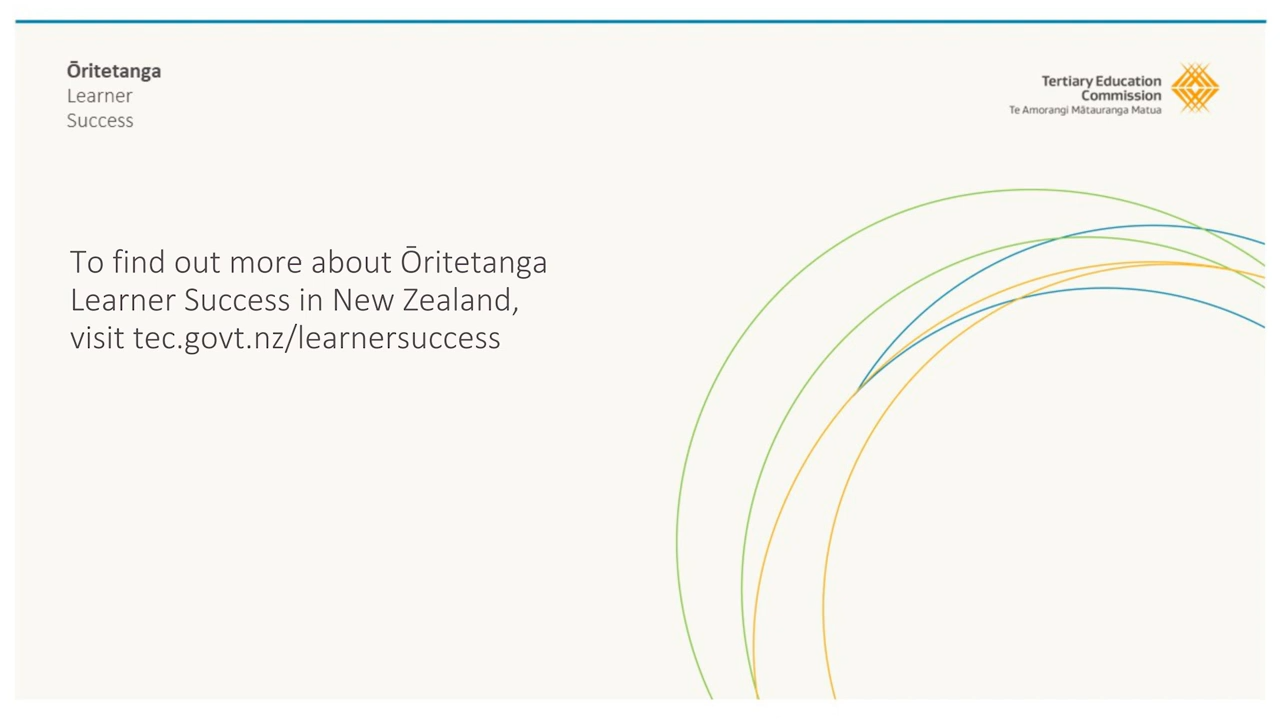 Ōritetanga
Learner
Success
Tertiary Education
Commission
Te Amorangi Mātauranga Matua
To find out more about Ōritetanga
Learner Success in New Zealand,
visit tec.govt.nz/learnersuccess